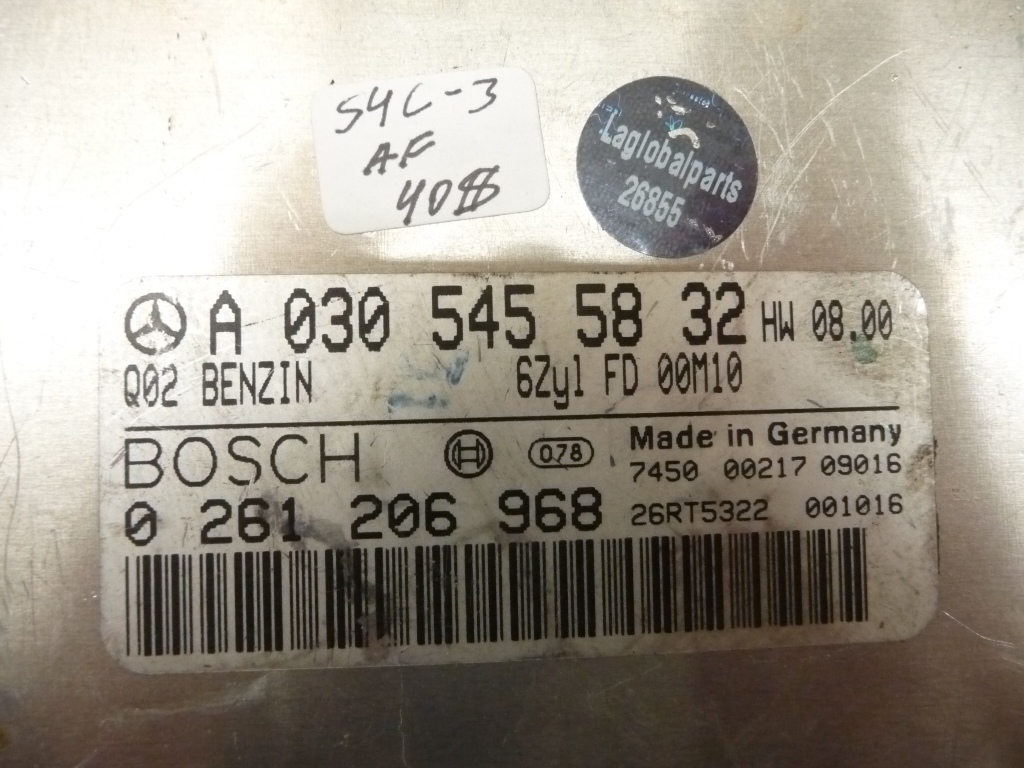 S4C-3
AF
Laglobalparts
26855
A 030 545 58 32 HW 08.00
Q02 BENZIN 6Zyl FD 00M10
BOSCH H 078 Made in Germany
7450 00217 09016
0 261 206 968 26RT5322 001016